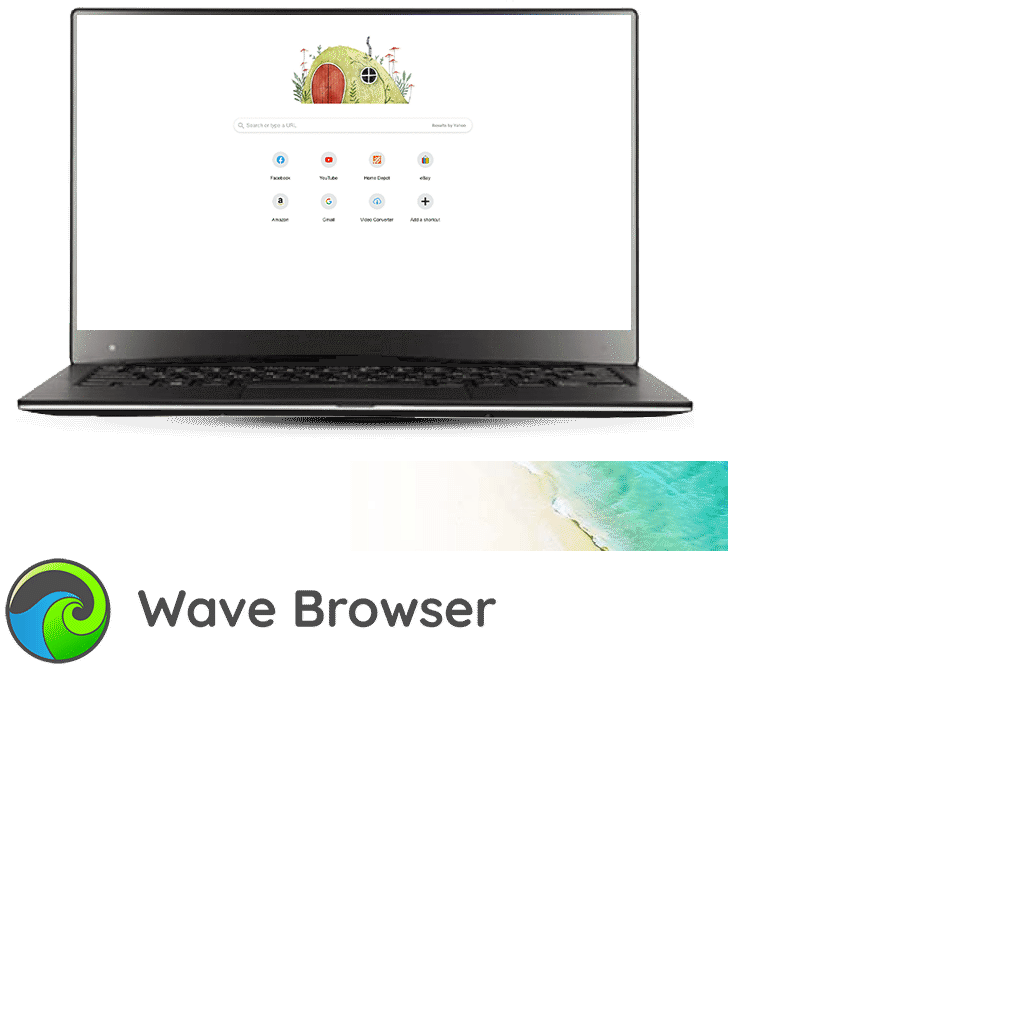 Search or type a URL
Results by Yahoo
Facebook
YouTube
Home Depot
eBay
Amazon
Gmail
Video Converter
Add a shortcut
Wave Browser